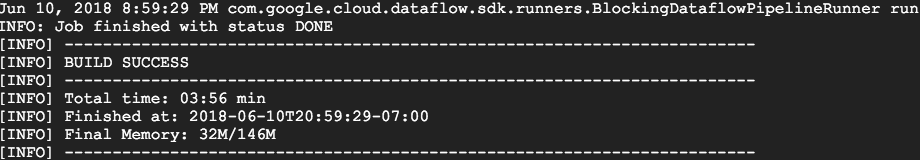 Jun 10, 2018 8:59:29 PM com.google.cloud.dataflow.sdk.runners.BlockingDataflowPipelineRunner run
INFO: Job finished with status DONE
[INFO] ------------------------------------------------------------------------
[INFO] BUILD SUCCESS
[INFO] ------------------------------------------------------------------------
[INFO] Total time: 03:56 min
[INFO] Finished at: 2018-06-10T20:59:29-07:00
[INFO] Final Memory: 32M/146M
[INFO] ------------------------------------------------------------------------